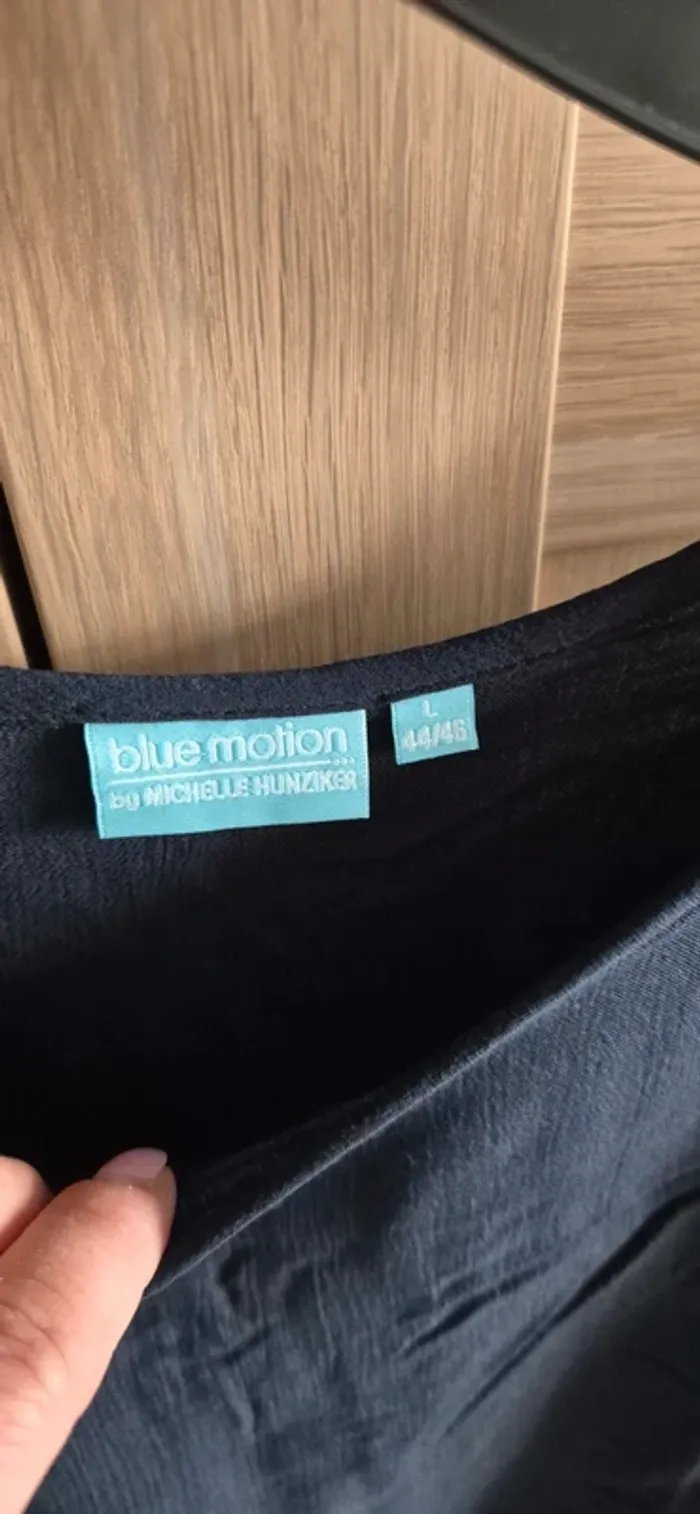 blue motion
by MICHELLE HUNZIKER
L
44/46